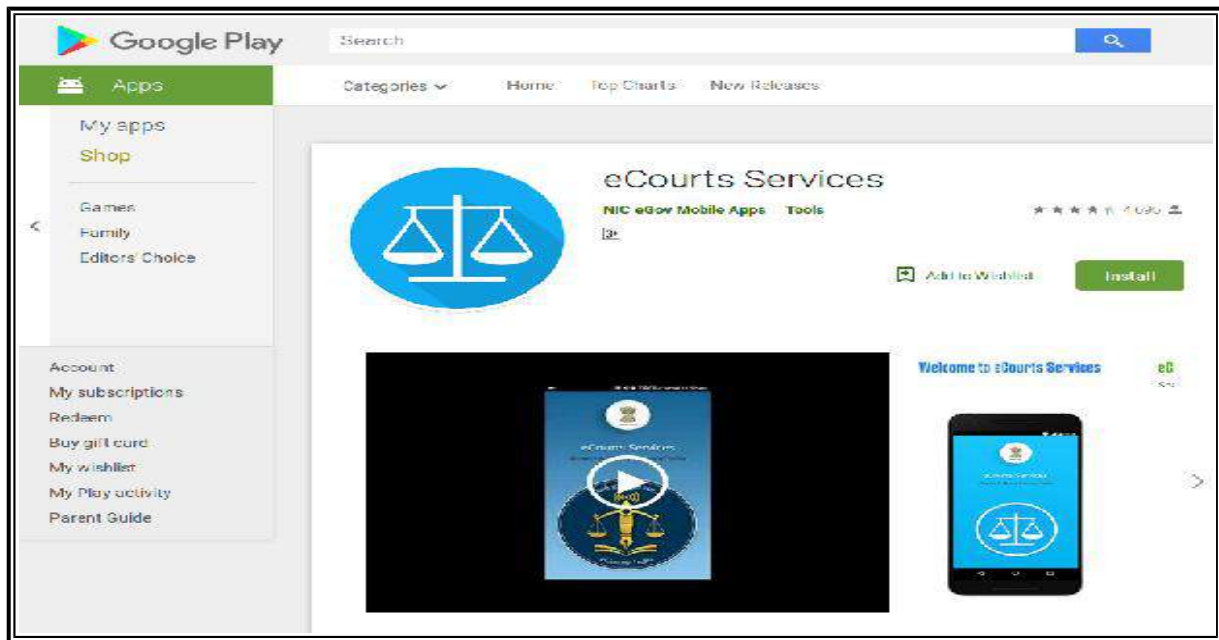 Google Play
Search
Apps
Categories
Home
Top Charts
New Releases
My apps
Shop
Games
Family
Editors' Choice
Account
My subscriptions
Redeem
Buy gift card
My wishlist
My Play activity
Parent Guide
eCourts Services
NIC eGov Mobile Apps Tools
3+
Add to Wishlist
Install
eCourts Services
Welcome to eCourts Services